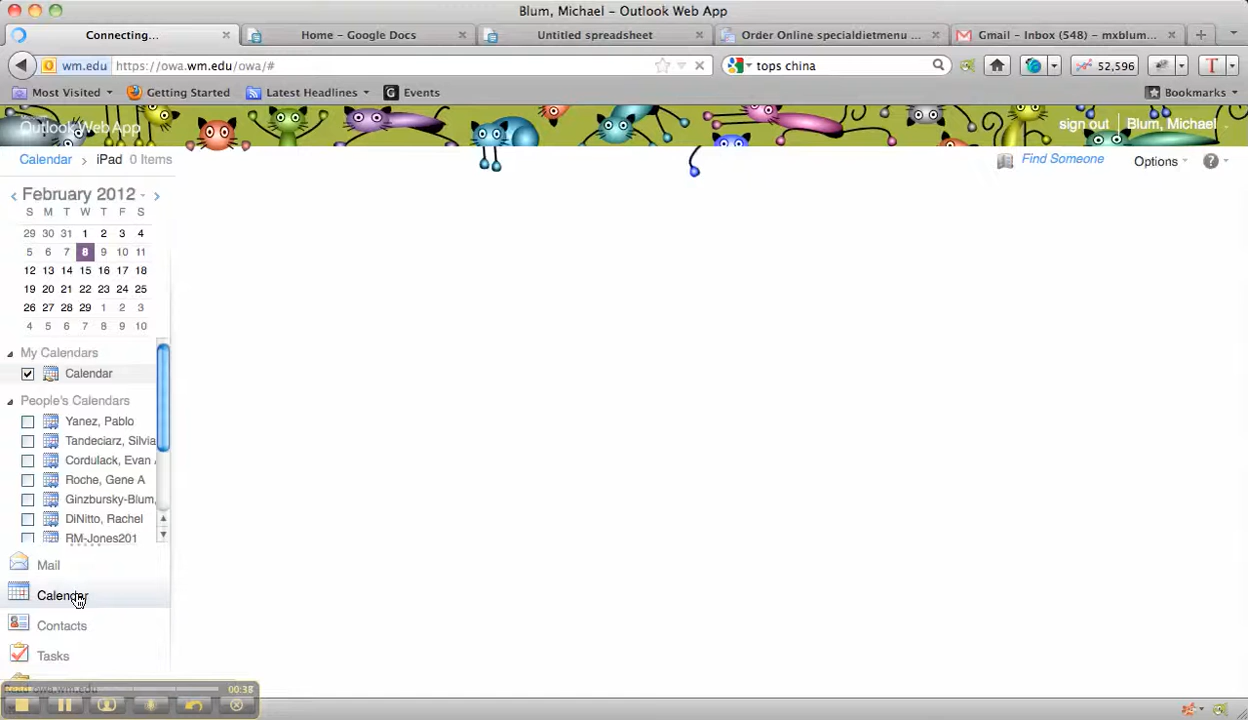 Blum, Michael – Outlook Web App
Connecting...
Home – Google Docs
Untitled spreadsheet
Order Online specialdietmenu ...
Gmail – Inbox (548) – mxblum...
wm.edu
https://owa.wm.edu/owa/#
tops china
52,596
T
Most Visited
Getting Started
Latest Headlines
G
Events
Bookmarks
Outlook Web App
sign out
Blum, Michael
Calendar › iPad 0 Items
Find Someone
Options
?
‹ February 2012 ›
S M T W T F S
29 30 31 1 2 3 4
5 6 7 8 9 10 11
12 13 14 15 16 17 18
19 20 21 22 23 24 25
26 27 28 29 1 2 3
4 5 6 7 8 9 10
My Calendars
Calendar
People's Calendars
Yanez, Pablo
Tandeciarz, Silvia
Cordulack, Evan
Roche, Gene A
Ginzbursky-Blum,
DiNitto, Rachel
RM-Jones201
Mail
Calendar
Contacts
Tasks
Read owa.wm.edu
00:38